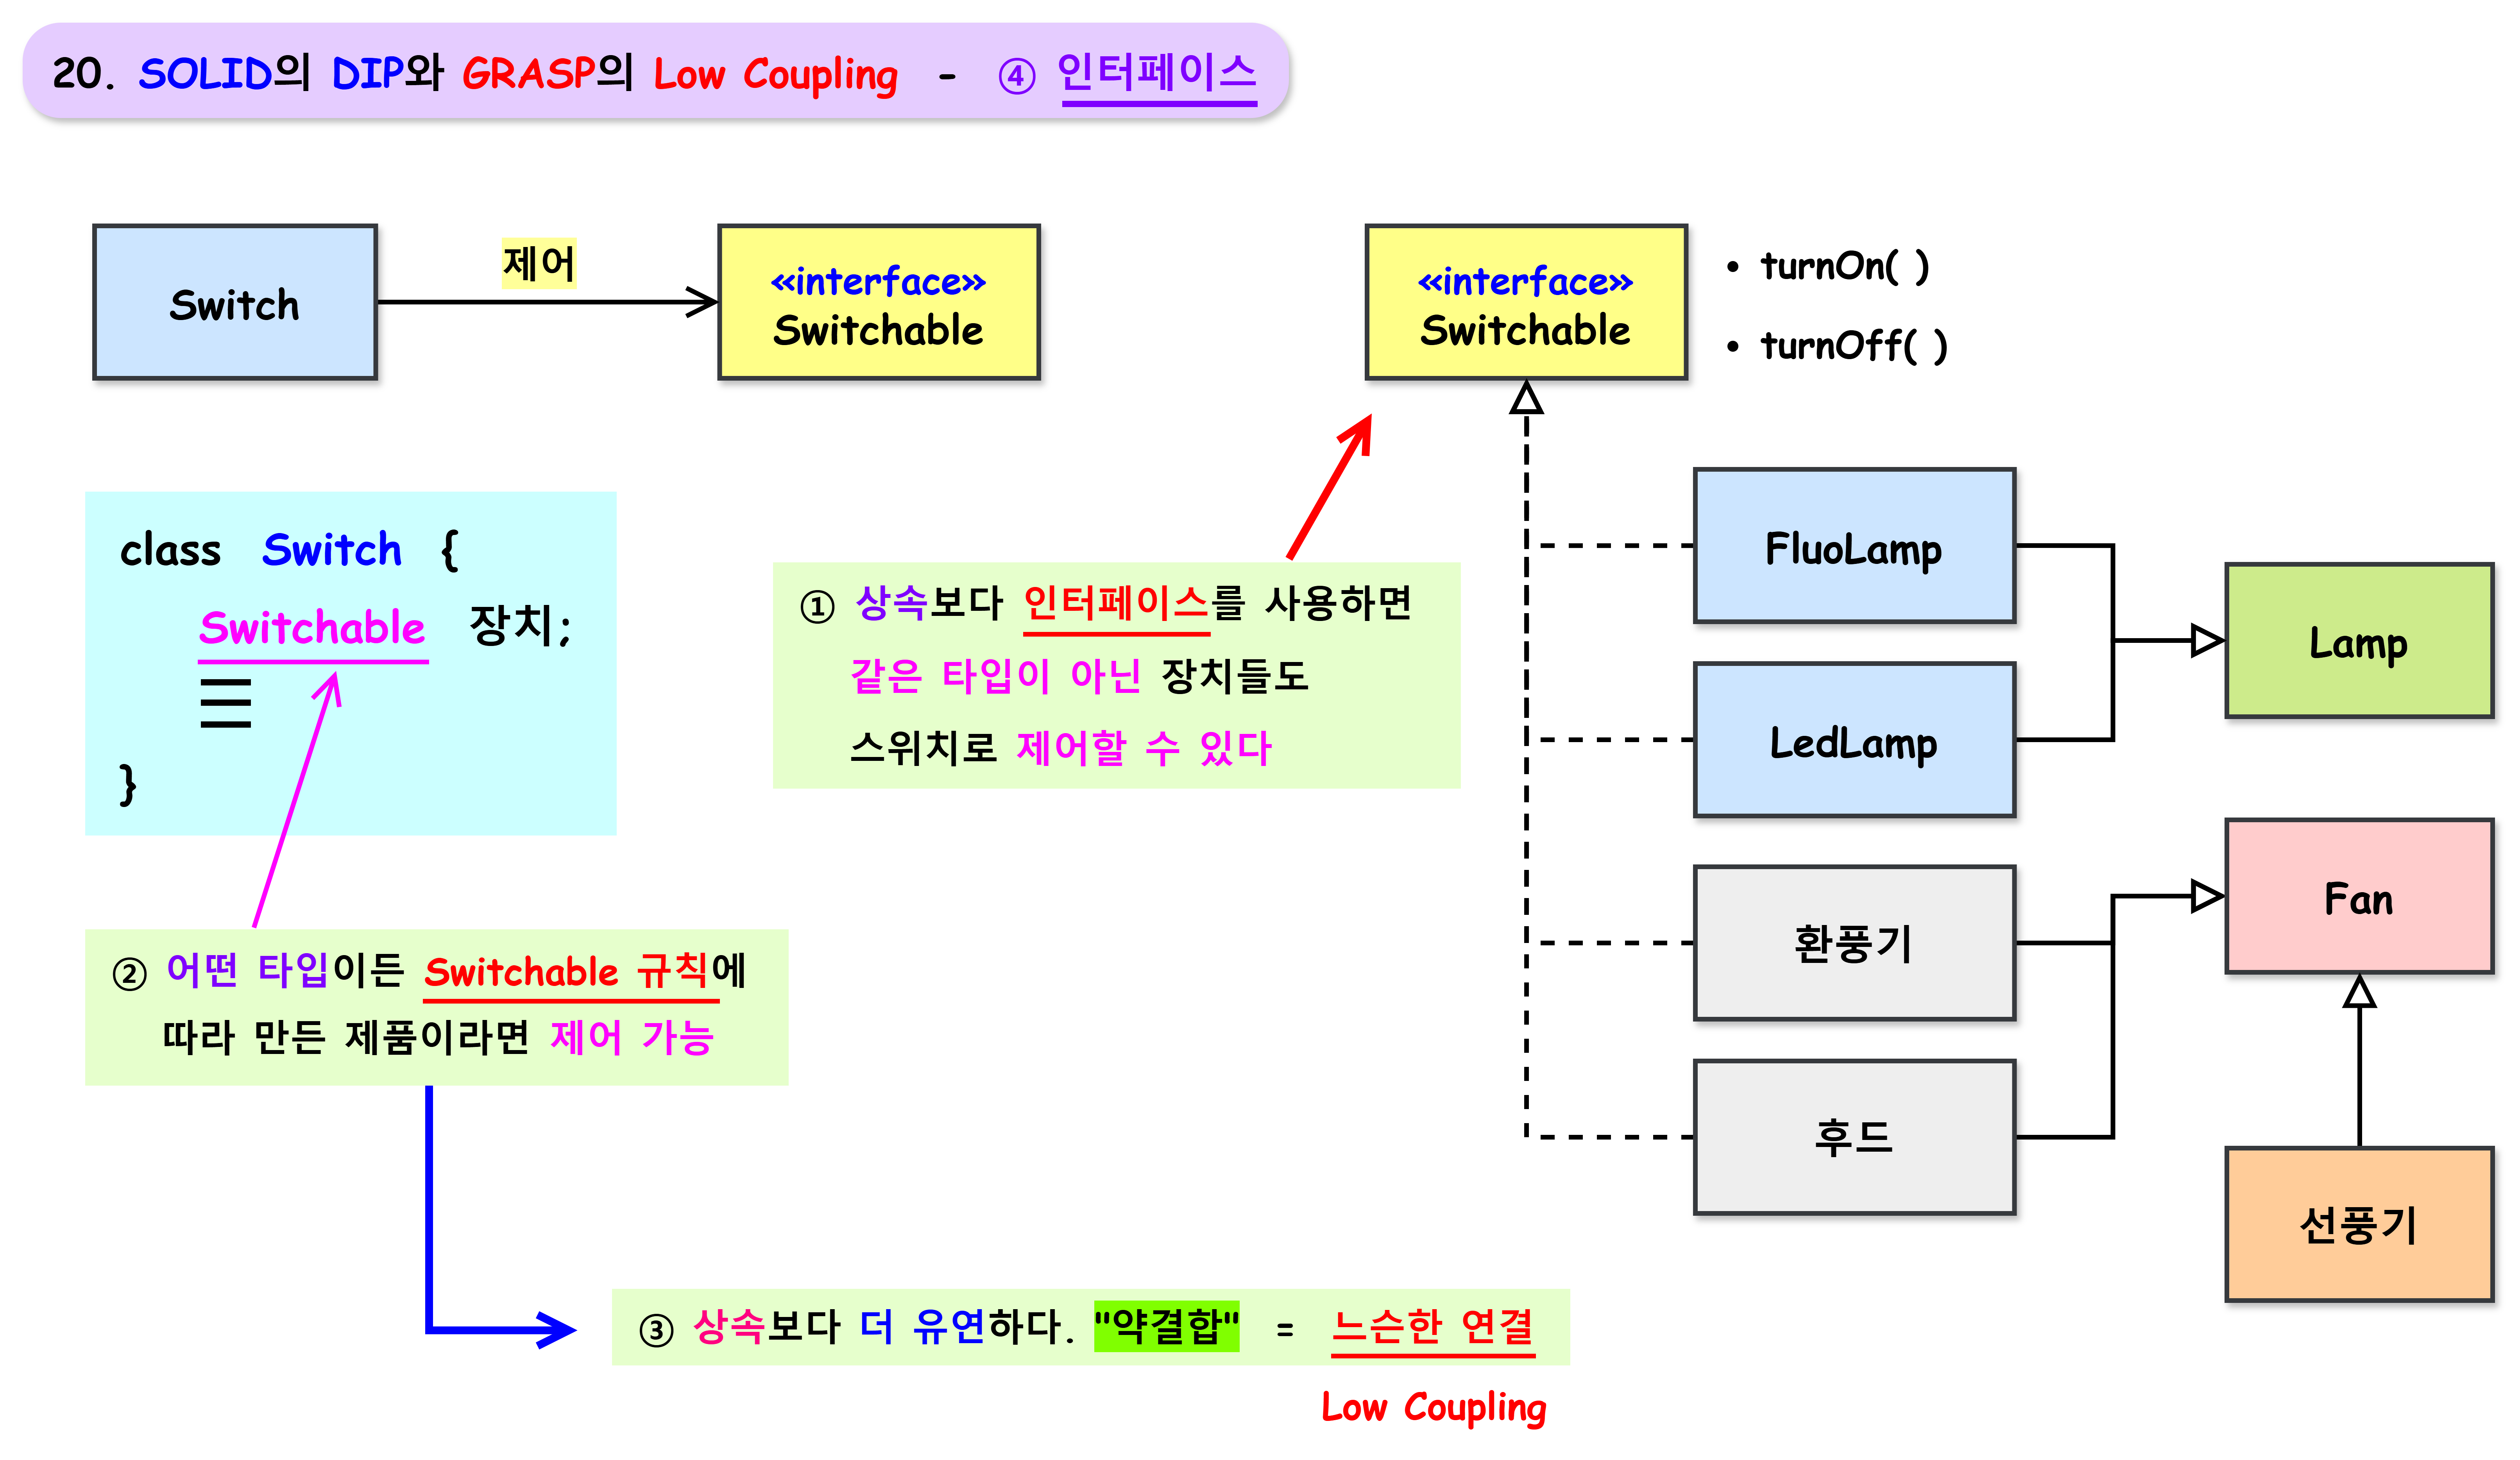 20. SOLID의 DIP와 GRASP의 Low Coupling - ④ 인터페이스
Switch
제어
«interface»
Switchable
«interface»
Switchable
• turnOn( )
• turnOff( )
class Switch {
Switchable 장치;
}
① 상속보다 인터페이스를 사용하면
같은 타입이 아닌 장치들도
스위치로 제어할 수 있다
FluoLamp
LedLamp
Lamp
환풍기
후드
Fan
선풍기
② 어떤 타입이든 Switchable 규칙에
따라 만든 제품이라면 제어 가능
③ 상속보다 더 유연하다. "약결합" = 느슨한 연결
Low Coupling